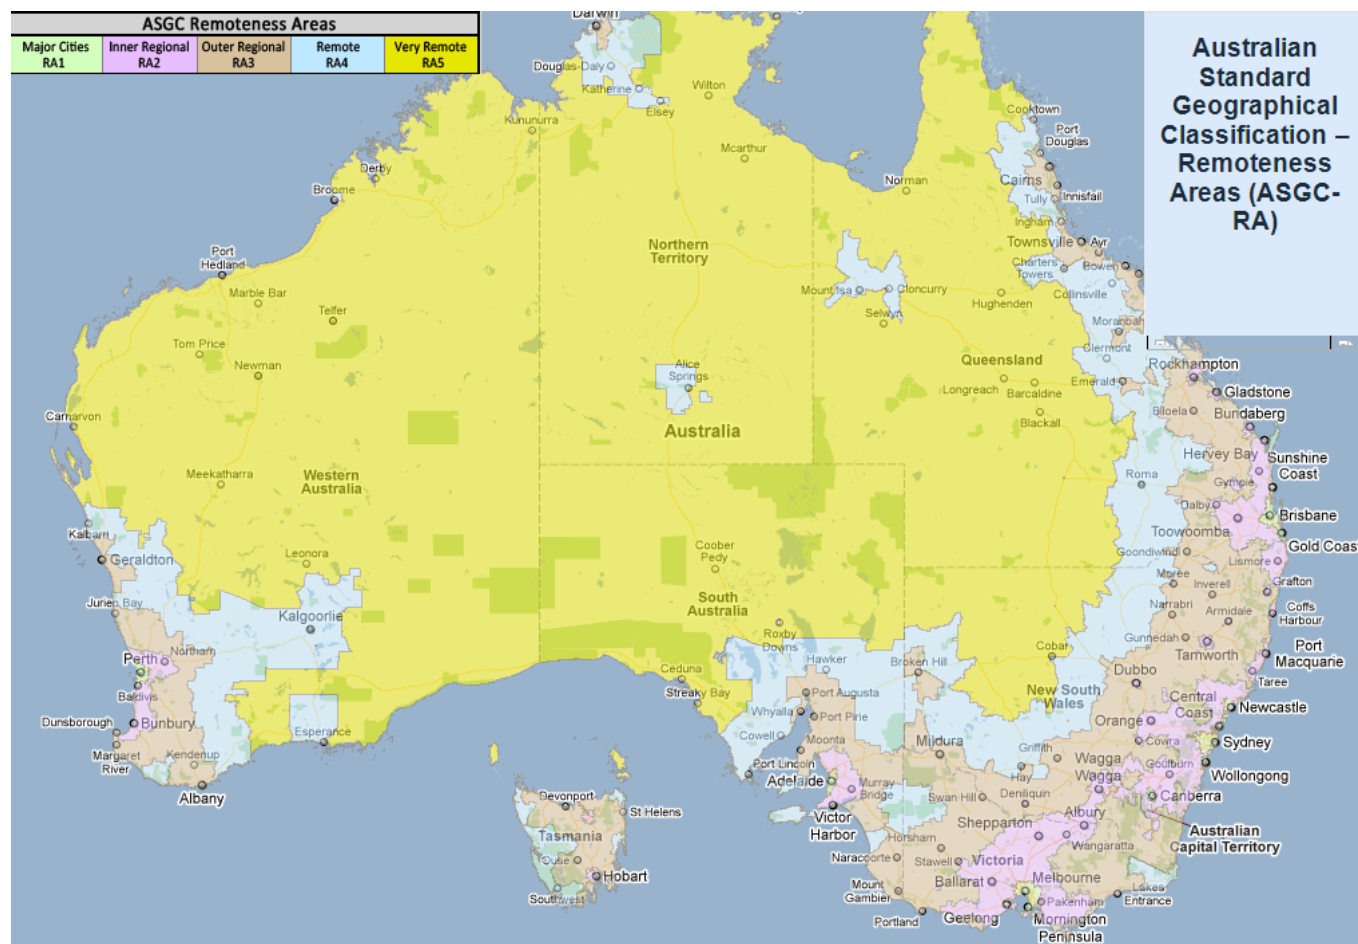 ASGC Remoteness Areas
Major Cities
RA1
Inner Regional
RA2
Outer Regional
RA3
Remote
RA4
Very Remote
RA5
Australian
Standard
Geographical
Classification –
Remoteness
Areas (ASGC-
RA)
Darwin
Douglas-Daly
Katherine
Elsey
Wilton
Kununurra
Mcarthur
Derby
Broome
Norman
Cooktown
Port
Douglas
Cairns
Tully
Innisfail
Ingham
Townsville
Ayr
Charters
Towers
Bowen
Collinsville
Northern
Territory
Port
Hedland
Marble Bar
Telfer
Mount Isa
Cloncurry
Hughenden
Selwyn
Moranbah
Clermont
Tom Price
Newman
Alice
Springs
Queensland
Longreach
Barcaldine
Emerald
Blackall
Rockhampton
Gladstone
Biloela
Bundaberg
Carnarvon
Australia
Hervey Bay
Sunshine
Coast
Meekatharra
Western
Australia
Roma
Gympie
Dalby
Brisbane
Toowoomba
Gold Coas
Kalbarri
Geraldton
Leonora
Coober
Pedy
Goondiwindi
Lismore
Moree
Inverell
Grafton
Jurien Bay
Kalgoorlie
South
Australia
Narrabri
Armidale
Coffs
Harbour
Roxby
Downs
Gunnedah
Tamworth
Port
Macquarie
Perth
Northam
Ceduna
Hawker
Broken Hill
Cobar
Dubbo
Taree
Baldivis
Streaky Bay
Port Augusta
New South
Wales
Central
Coast
Newcastle
Dunsborough
Bunbury
Whyalla
Port Pirie
Orange
Esperance
Cowell
Moonta
Mildura
Griffith
Cowra
Sydney
Margaret
River
Kendenup
Port Lincoln
Hay
Wagga
Wagga
Goulburn
Wollongong
Albany
Adelaide
Murray
Bridge
Swan Hill
Deniliquin
Canberra
Devonport
St Helens
Victor
Harbor
Shepparton
Albury
Australian
Capital Territory
Tasmania
Horsham
Wangaratta
Ouse
Naracoorte
Stawell
Victoria
Hobart
Mount
Gambier
Ballarat
Melbourne
Lakes
Entrance
Southwest
Portland
Geelong
Pakenham
Mornington
Peninsula